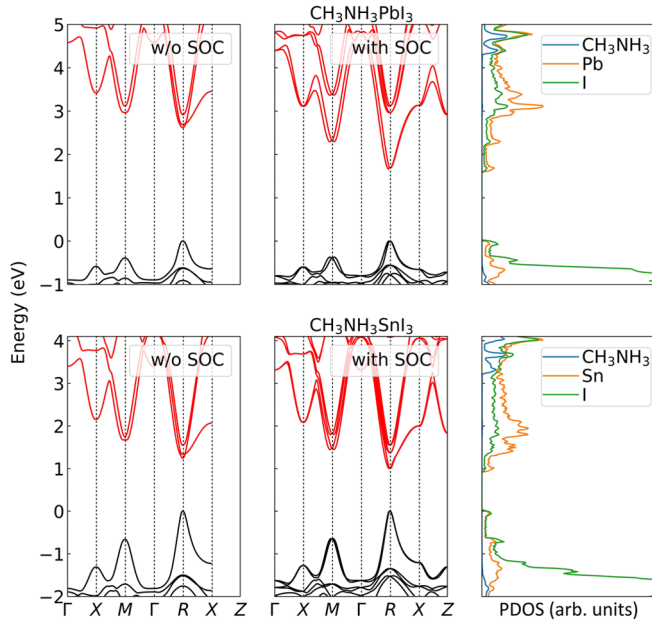 CH₃NH₃PbI₃
5
4
3
2
1
0
−1
w/o SOC
with SOC
CH₃NH₃
Pb
I
Energy (eV)
CH₃NH₃SnI₃
4
3
2
1
0
−1
−2
w/o SOC
with SOC
CH₃NH₃
Sn
I
Γ X M Γ R X Z
Γ X M Γ R X Z
PDOS (arb. units)